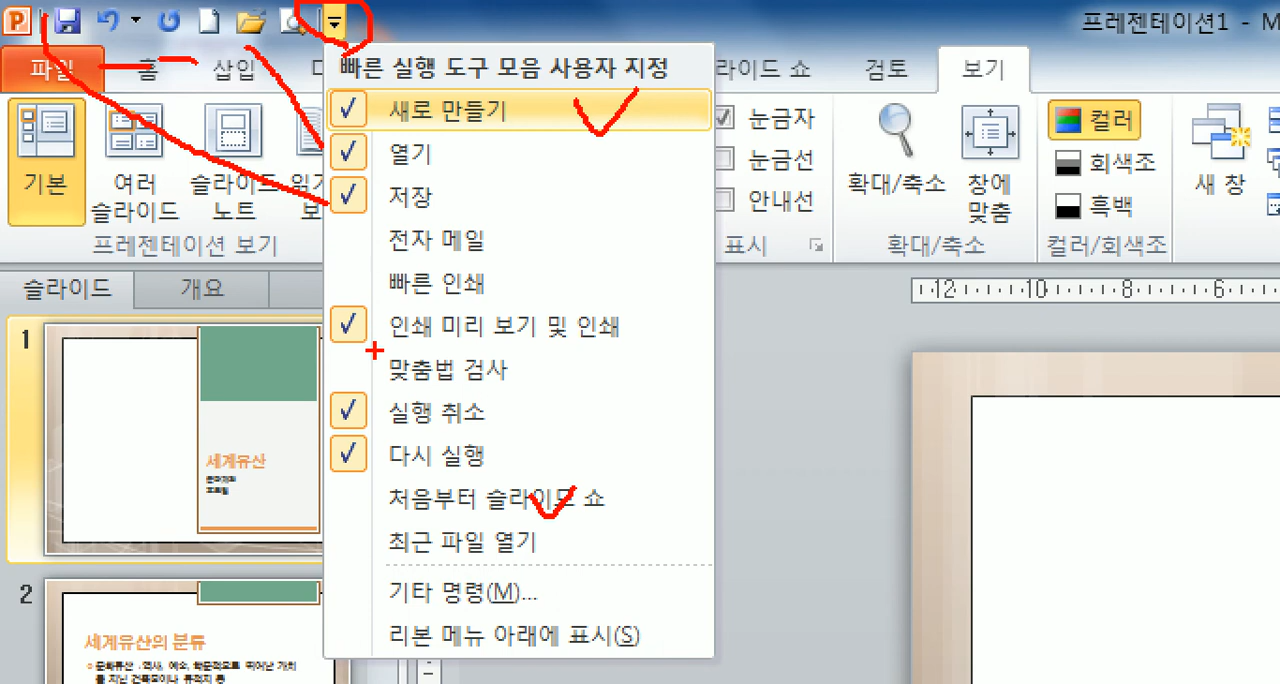 프레젠테이션1 - M
파일 홈 삽입 라이드 쇼 검토 보기
빠른 실행 도구 모음 사용자 지정
새로 만들기
열기
저장
전자 메일
빠른 인쇄
인쇄 미리 보기 및 인쇄
맞춤법 검사
실행 취소
다시 실행
처음부터 슬라이드 쇼
최근 파일 열기
기타 명령(M)...
리본 메뉴 아래에 표시(S)
기본
여러
슬라이드
슬라이드
노트
프레젠테이션 보기
눈금자
눈금선
안내선
표시
확대/축소
창에
맞춤
확대/축소
컬러
회색조
흑백
컬러/회색조
새 창
슬라이드 개요
12 10 8 6
1
세계유산
2
세계유산의 분류